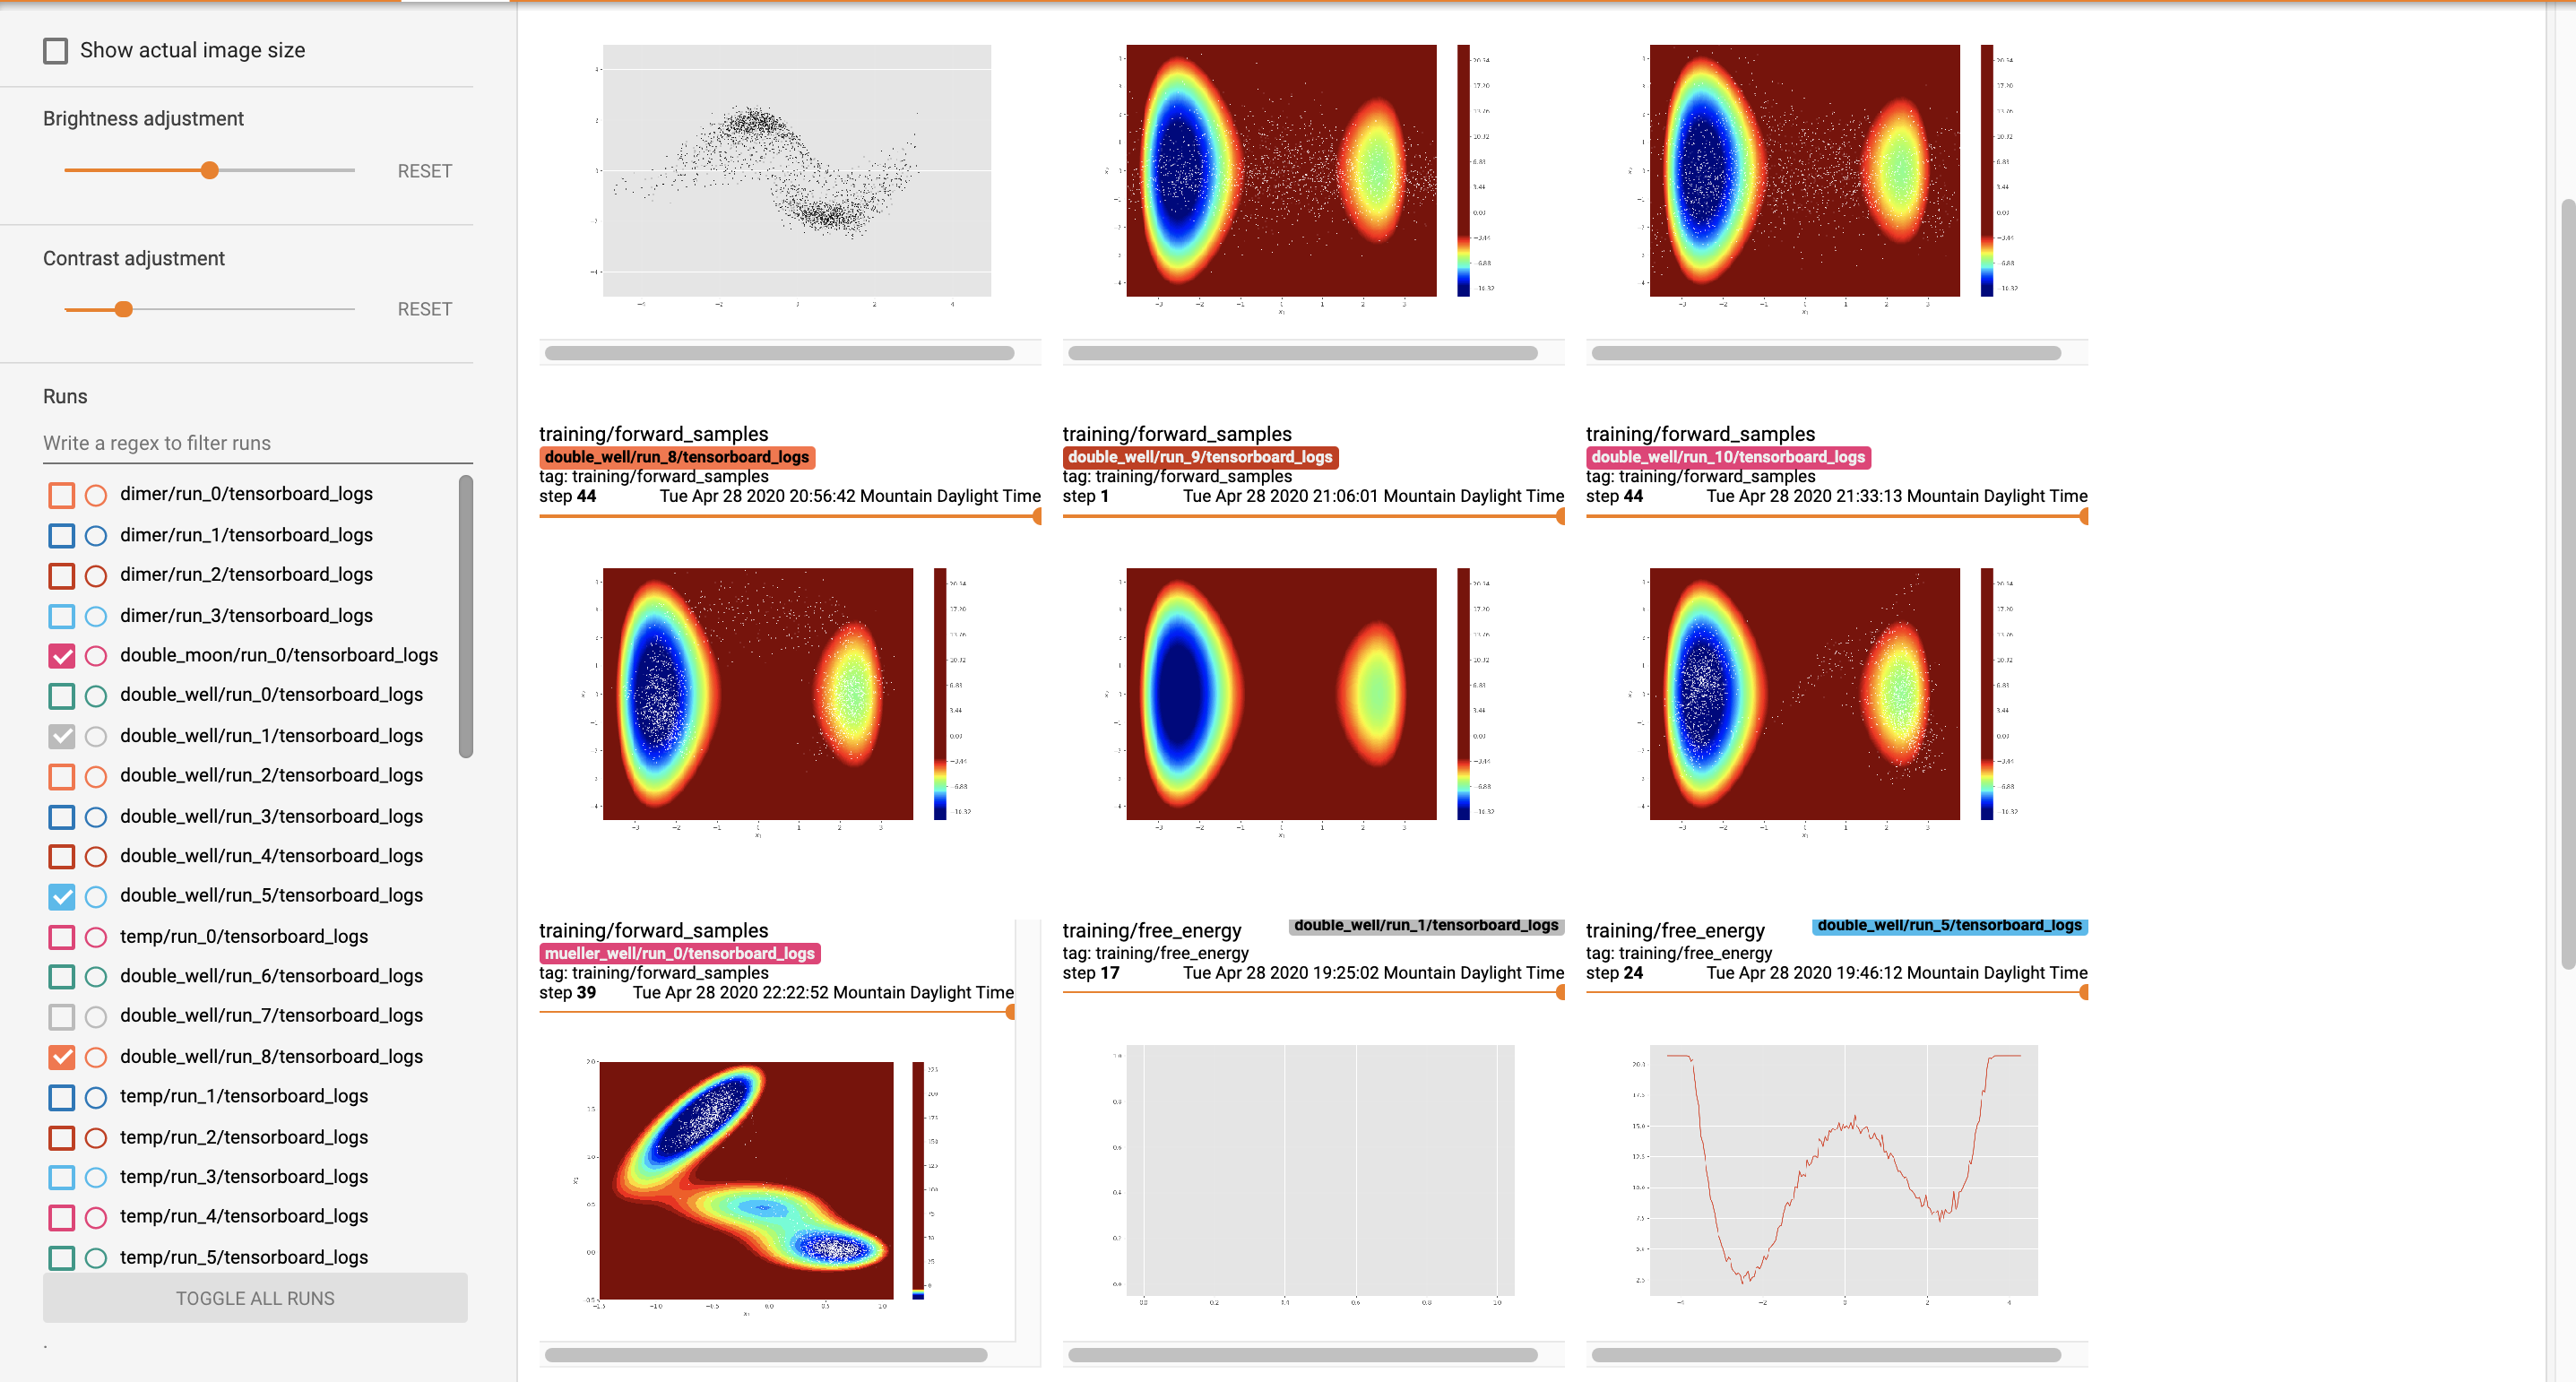 Show actual image size
Brightness adjustment
RESET
Contrast adjustment
RESET
Runs
Write a regex to filter runs
dimer/run_0/tensorboard_logs
dimer/run_1/tensorboard_logs
dimer/run_2/tensorboard_logs
dimer/run_3/tensorboard_logs
double_moon/run_0/tensorboard_logs
double_well/run_0/tensorboard_logs
double_well/run_1/tensorboard_logs
double_well/run_2/tensorboard_logs
double_well/run_3/tensorboard_logs
double_well/run_4/tensorboard_logs
double_well/run_5/tensorboard_logs
temp/run_0/tensorboard_logs
double_well/run_6/tensorboard_logs
double_well/run_7/tensorboard_logs
double_well/run_8/tensorboard_logs
temp/run_1/tensorboard_logs
temp/run_2/tensorboard_logs
temp/run_3/tensorboard_logs
temp/run_4/tensorboard_logs
temp/run_5/tensorboard_logs
TOGGLE ALL RUNS
.
training/forward_samples
double_well/run_8/tensorboard_logs
tag: training/forward_samples
step 44 Tue Apr 28 2020 20:56:42 Mountain Daylight Time
training/forward_samples
double_well/run_9/tensorboard_logs
tag: training/forward_samples
step 1 Tue Apr 28 2020 21:06:01 Mountain Daylight Time
training/forward_samples
double_well/run_10/tensorboard_logs
tag: training/forward_samples
step 44 Tue Apr 28 2020 21:33:13 Mountain Daylight Time
training/forward_samples
mueller_well/run_0/tensorboard_logs
tag: training/forward_samples
step 39 Tue Apr 28 2020 22:22:52 Mountain Daylight Time
training/free_energy
double_well/run_1/tensorboard_logs
tag: training/free_energy
step 17 Tue Apr 28 2020 19:25:02 Mountain Daylight Time
training/free_energy
double_well/run_5/tensorboard_logs
tag: training/free_energy
step 24 Tue Apr 28 2020 19:46:12 Mountain Daylight Time